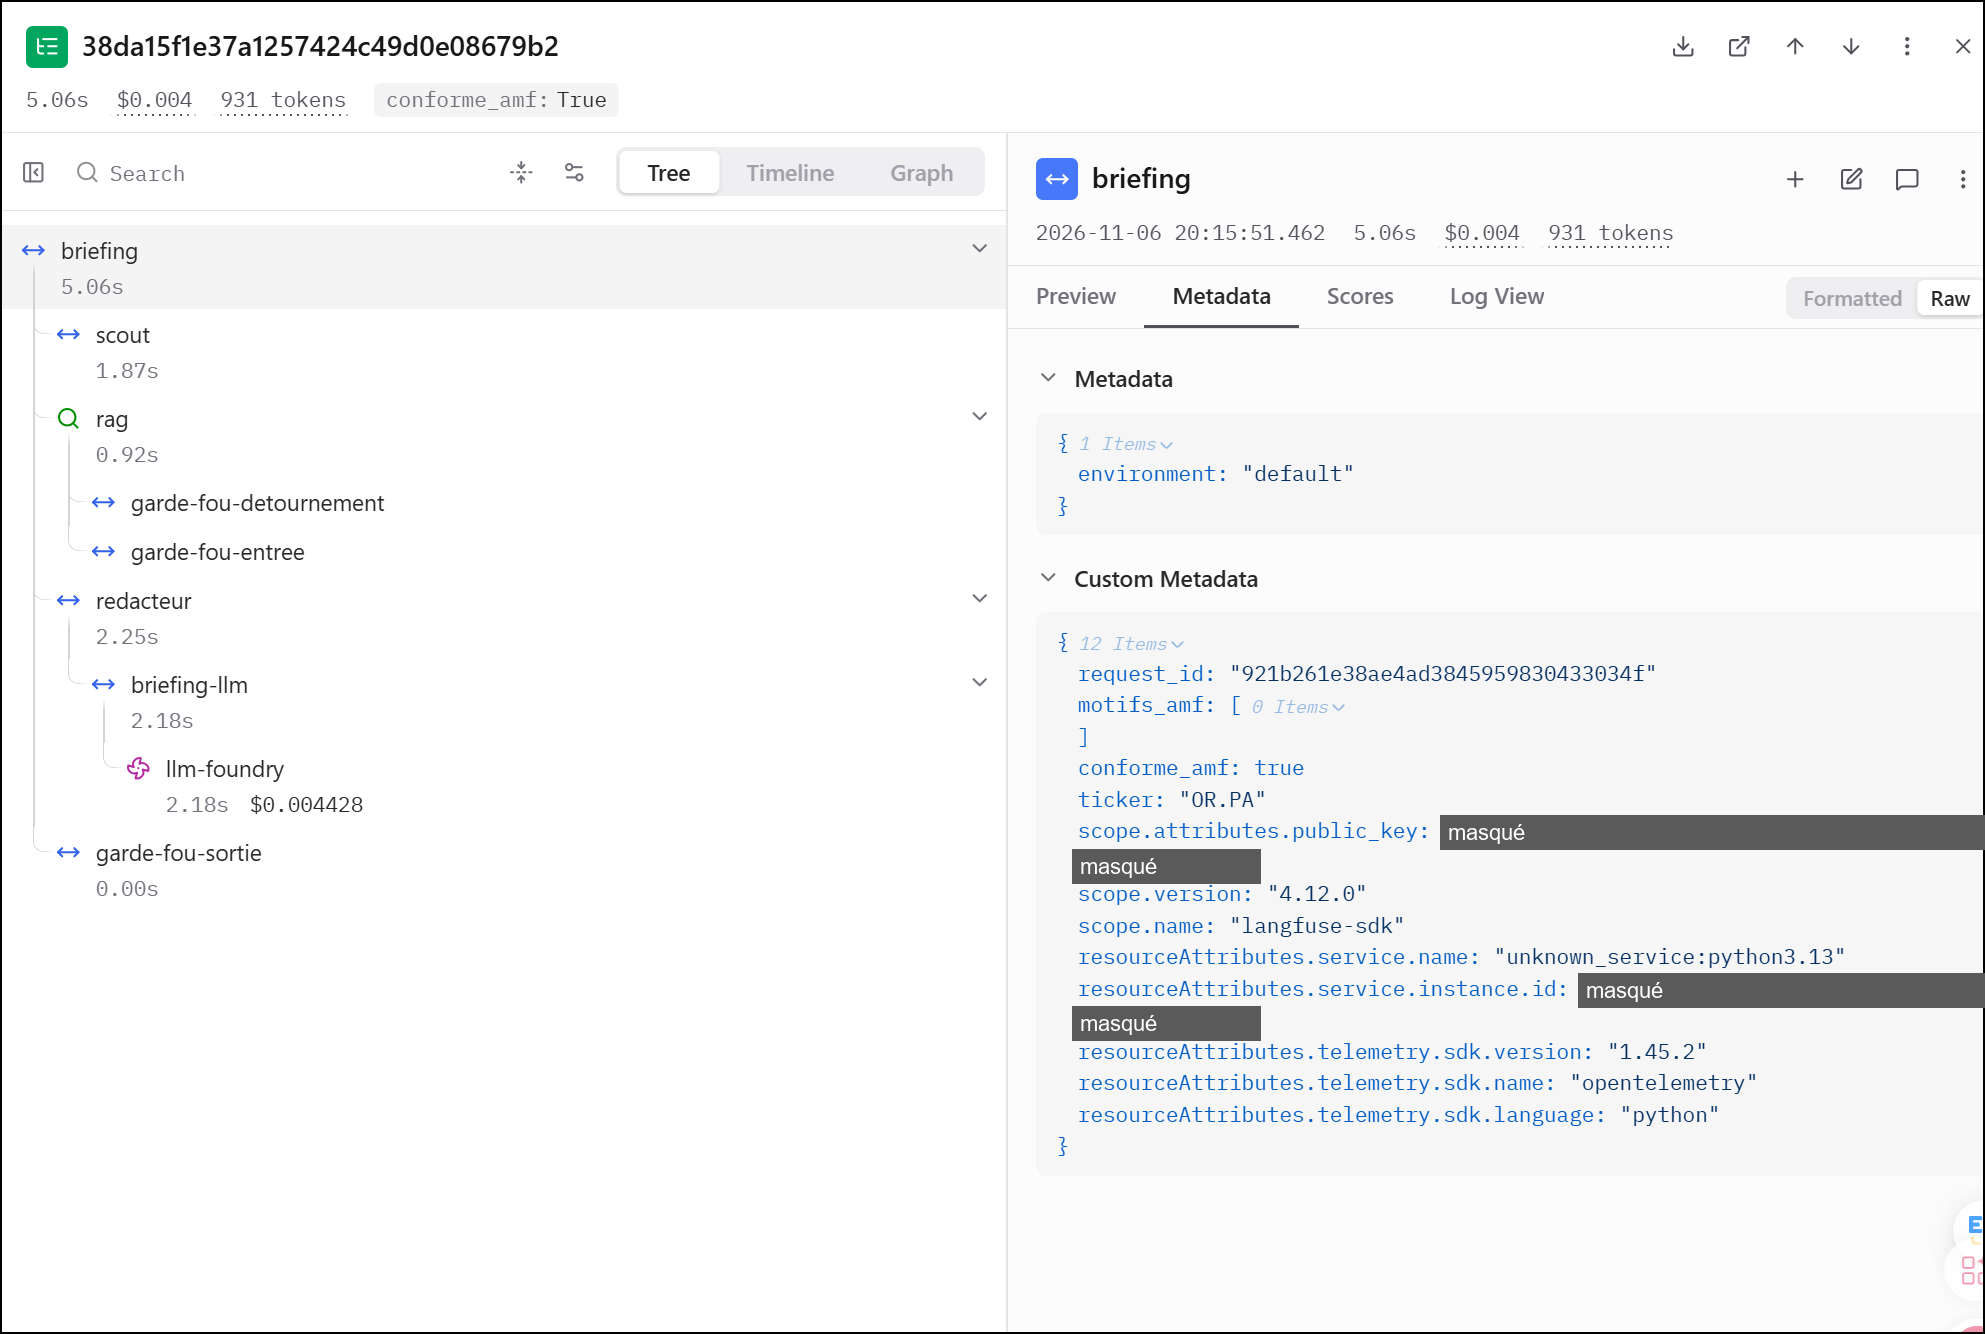 38da15f1e37a1257424c49d0e08679b2
5.06s $0.004 931 tokens conforme_amf: True
Search
Tree Timeline Graph
briefing
5.06s
scout
1.87s
rag
0.92s
garde-fou-detournement
garde-fou-entree
redacteur
2.25s
briefing-llm
2.18s
llm-foundry
2.18s $0.004428
garde-fou-sortie
0.00s
briefing
2026-11-06 20:15:51.462 5.06s $0.004 931 tokens
Preview Metadata Scores Log View Formatted Raw
Metadata
{ 1 Items
environment: "default"
}
Custom Metadata
{ 12 Items
request_id: "921b261e38ae4ad3845959830433034f"
motifs_amf: [ 0 Items
]
conforme_amf: true
ticker: "OR.PA"
scope.attributes.public_key: masqué
masqué
scope.version: "4.12.0"
scope.name: "langfuse-sdk"
resourceAttributes.service.name: "unknown_service:python3.13"
resourceAttributes.service.instance.id: masqué
masqué
resourceAttributes.telemetry.sdk.version: "1.45.2"
resourceAttributes.telemetry.sdk.name: "opentelemetry"
resourceAttributes.telemetry.sdk.language: "python"
}
E